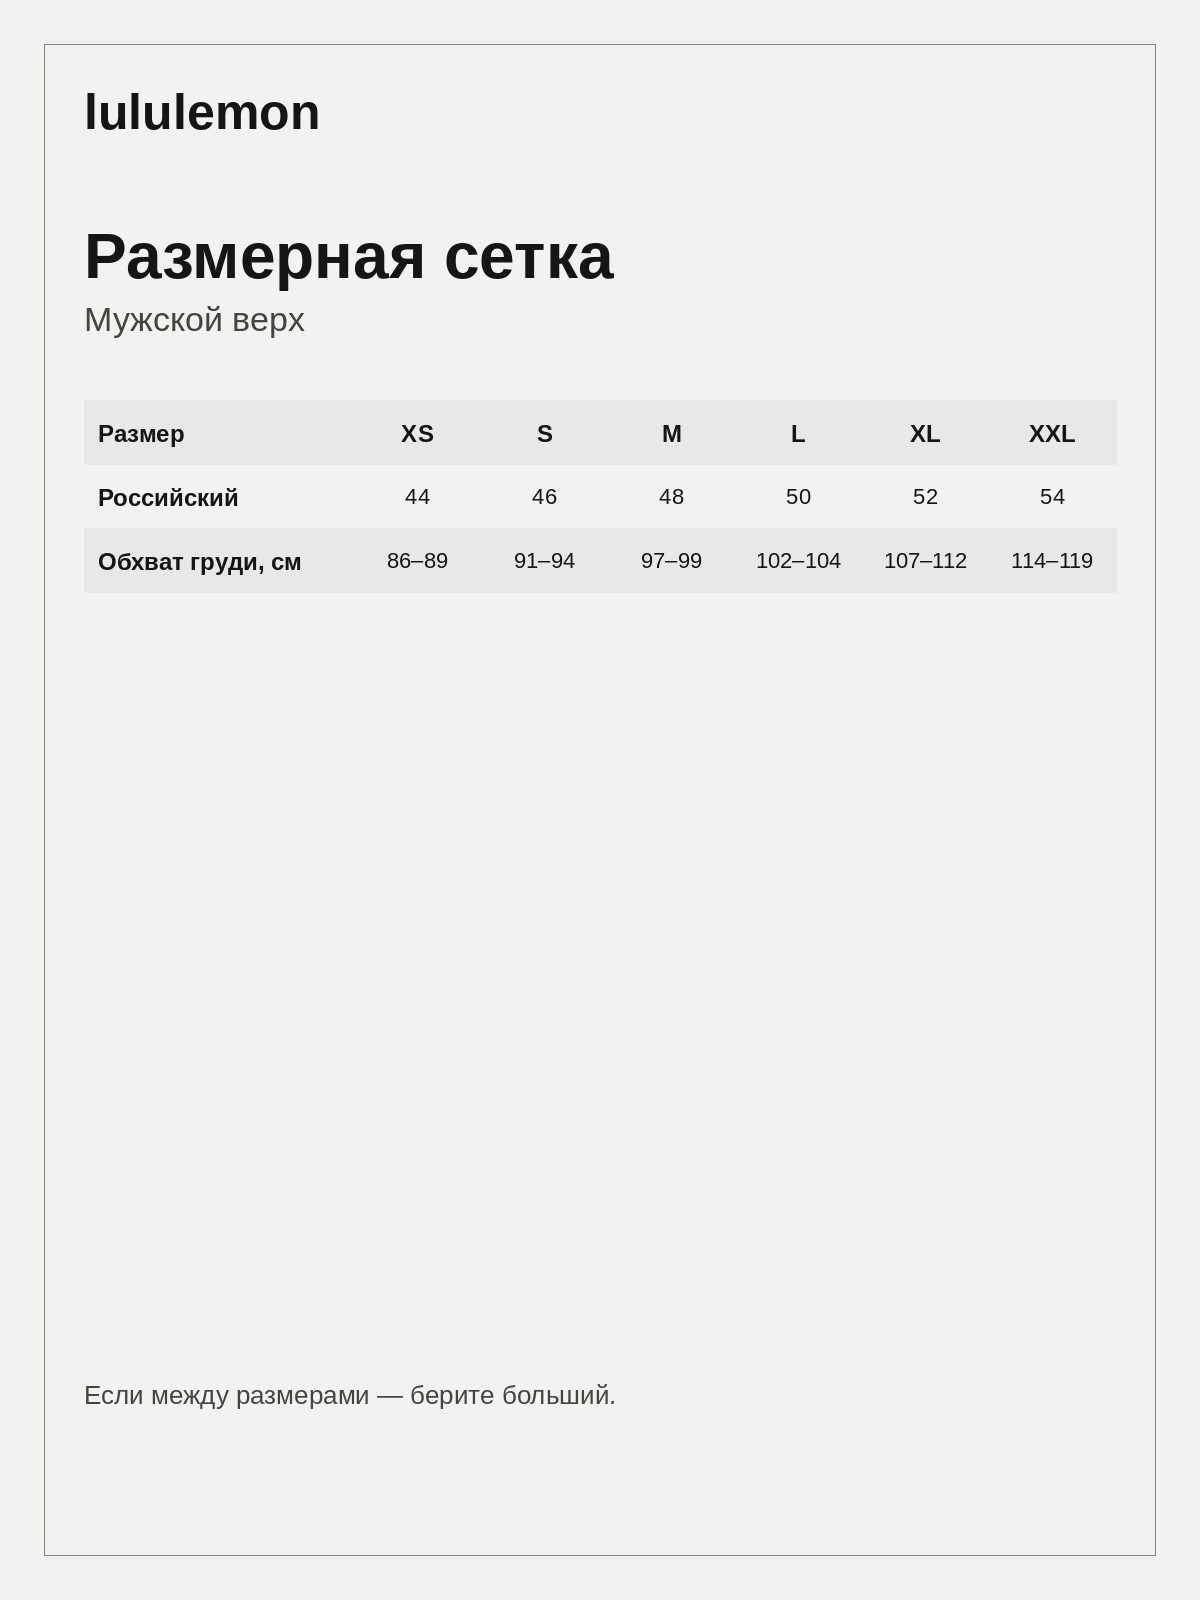 lululemon
Размерная сетка
Мужской верх
Размер XS S M L XL XXL
Российский 44 46 48 50 52 54
Обхват груди, см 86–89 91–94 97–99 102–104 107–112 114–119
Если между размерами — берите больший.